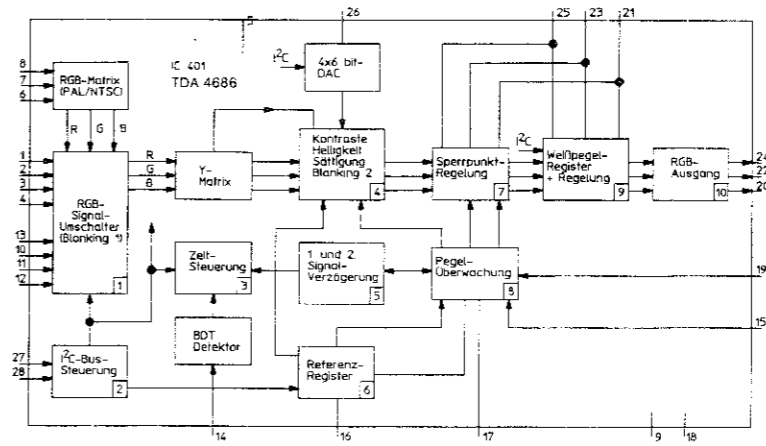 5
26
25
23
21
IC 401
TDA 4686
I²C
4x6 bit-
DAC
8
7
6
RGB-Matrix
(PAL/NTSC)
R
G
B
1
2
3
4
13
10
11
12
RGB-
Signal-
Umschalter
(Blanking 1)
1
R
G
B
Y-
Matrix
Kontraste
Helligkeit
Sättigung
Blanking 2
4
Sperrpunkt-
Regelung
7
I²C
Weißpegel-
Register
+ Regelung
9
RGB-
Ausgang
10
24
22
20
Zeit-
Steuerung
3
1 und 2.
Signal-
Verzögerung
5
Pegel-
Überwachung
8
19
15
27
28
I²C-Bus-
Steuerung
2
BDT
Detektor
Referenz-
Register
6
14
16
17
9
18